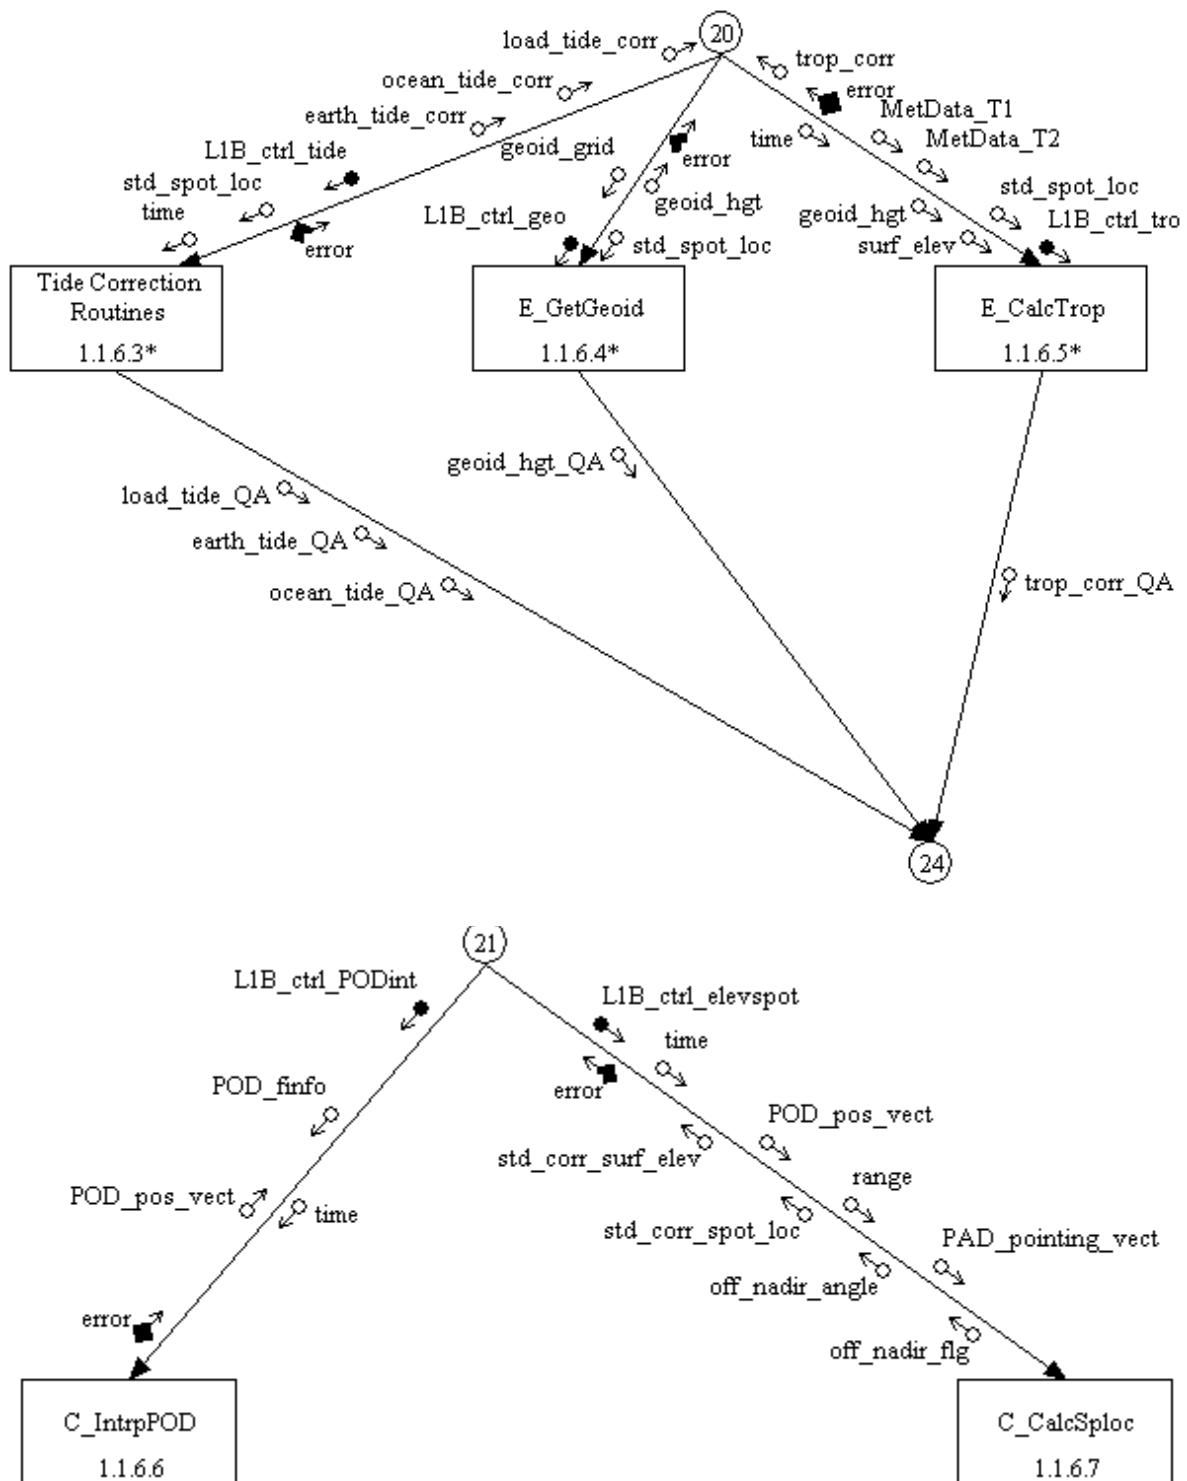 20
load_tide_corr
trop_corr
ocean_tide_corr
error
earth_tide_corr
MetData_T1
time
MetData_T2
geoid_grid
error
L1B_ctrl_tide
std_spot_loc
std_spot_loc
geoid_hgt
geoid_hgt
time
L1B_ctrl_geo
L1B_ctrl_tro
error
std_spot_loc
surf_elev
Tide Correction
Routines
1.1.6.3*
E_GetGeoid
1.1.6.4*
E_CalcTrop
1.1.6.5*
geoid_hgt_QA
load_tide_QA
earth_tide_QA
ocean_tide_QA
trop_corr_QA
24
21
L1B_ctrl_PODint
L1B_ctrl_elevspot
time
POD_finfo
error
POD_pos_vect
std_corr_surf_elev
range
POD_pos_vect
time
std_corr_spot_loc
PAD_pointing_vect
off_nadir_angle
error
off_nadir_flg
C_IntrpPOD
1.1.6.6
C_CalcSploc
1.1.6.7